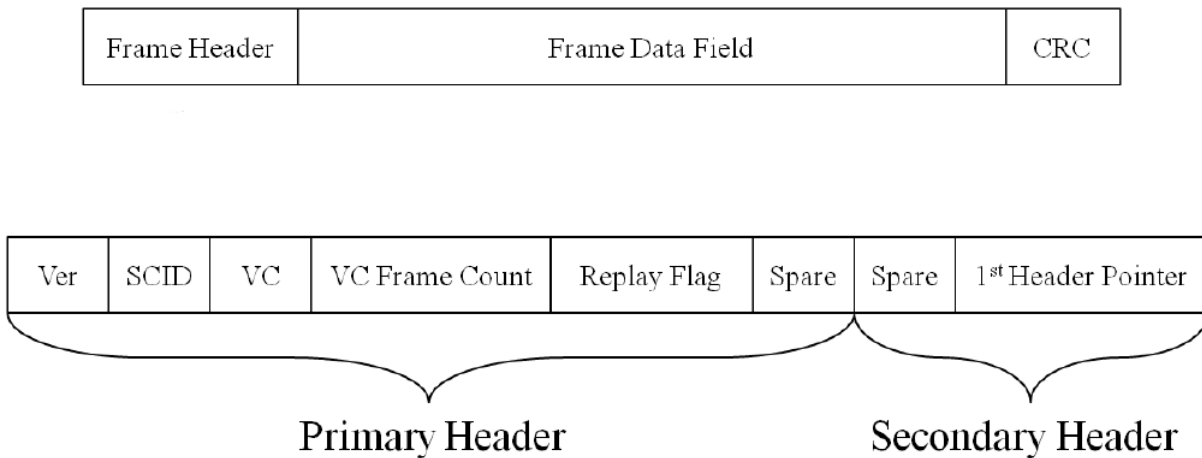 Frame Header Frame Data Field CRC
Ver SCID VC VC Frame Count Replay Flag Spare Spare 1st Header Pointer
Primary Header Secondary Header